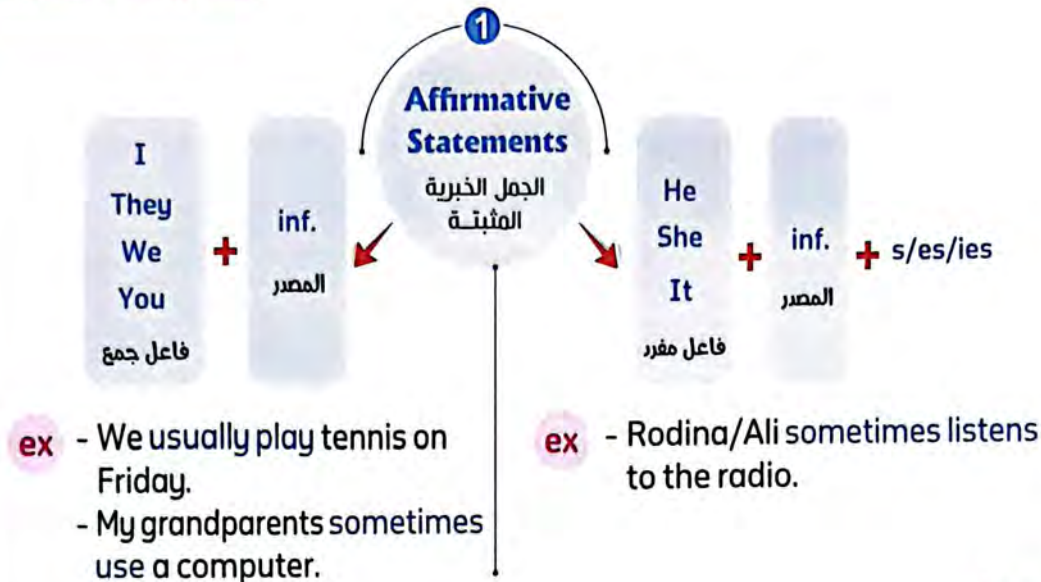 1
Affirmative
Statements
الجمل الخبرية
المثبتــة
I
They
We
You
فاعل جمع
+
inf.
المصدر
He
She
It
فاعل مفرد
+
inf.
المصدر
+ s/es/ies
ex - We usually play tennis on
Friday.
- My grandparents sometimes
use a computer.
ex - Rodina/Ali sometimes listens
to the radio.